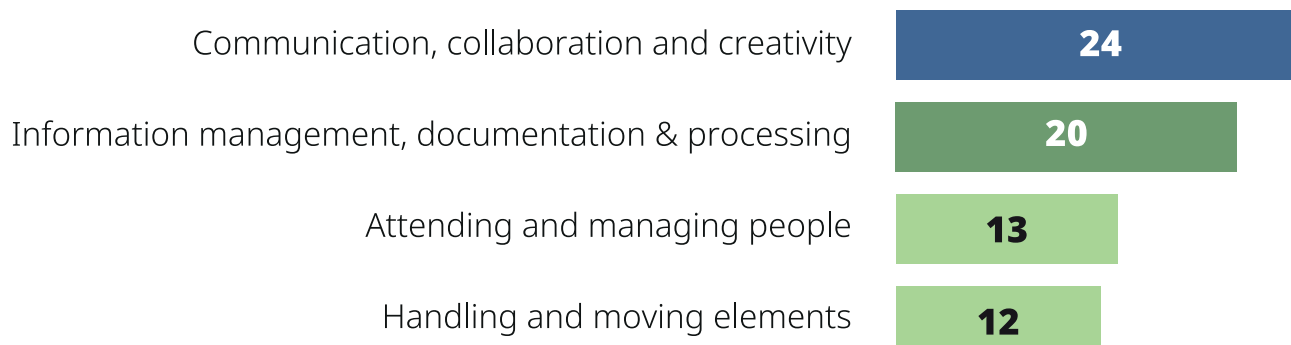 Communication, collaboration and creativity 24
Information management, documentation & processing 20
Attending and managing people 13
Handling and moving elements 12